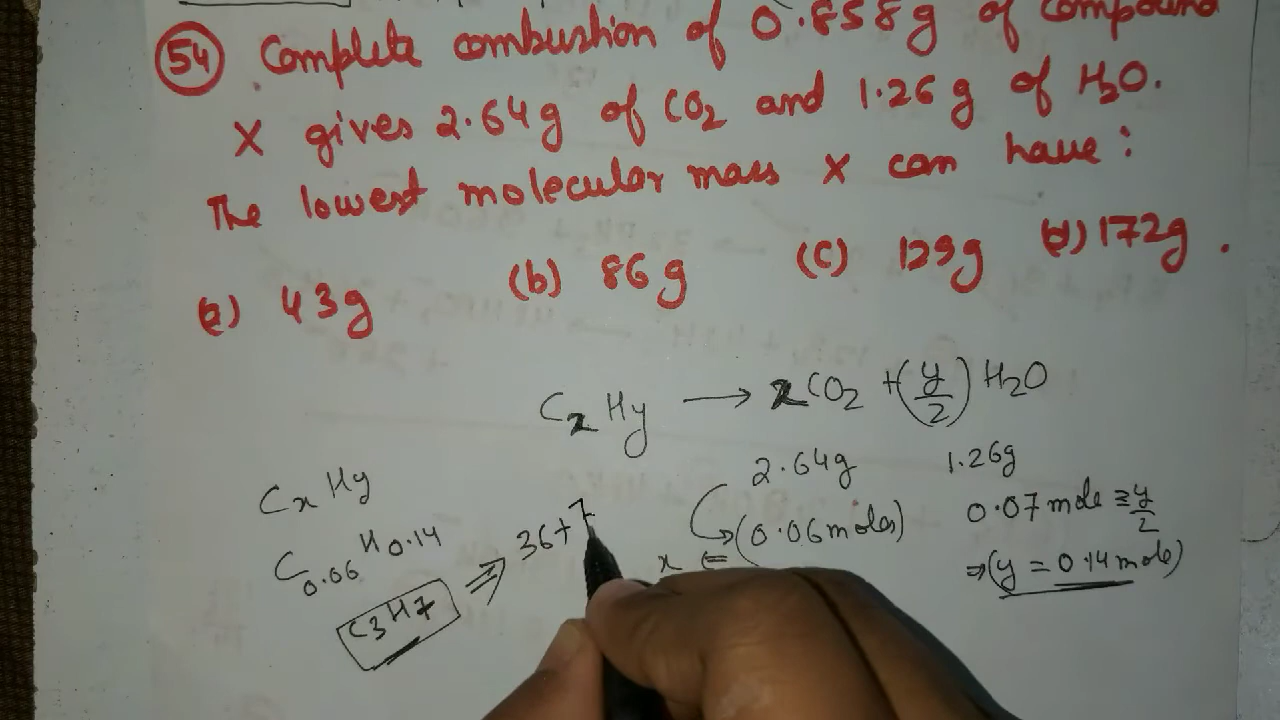 54 Complete combustion of 0.858g of compound
X gives 2.64g of CO2 and 1.26g of H2O.
The lowest molecular mass X can have:
(a) 43g (b) 86g (c) 129g (d) 172g.
CxHy → xCO2 + (y/2) H2O
2.64g 1.26g
(0.06 moles) 0.07 mole ≡ y/2
x ⇐ ⇒ (y = 0.14 mole)
CxHy
C0.06 H0.14
C3H7 ⇒ 36+7